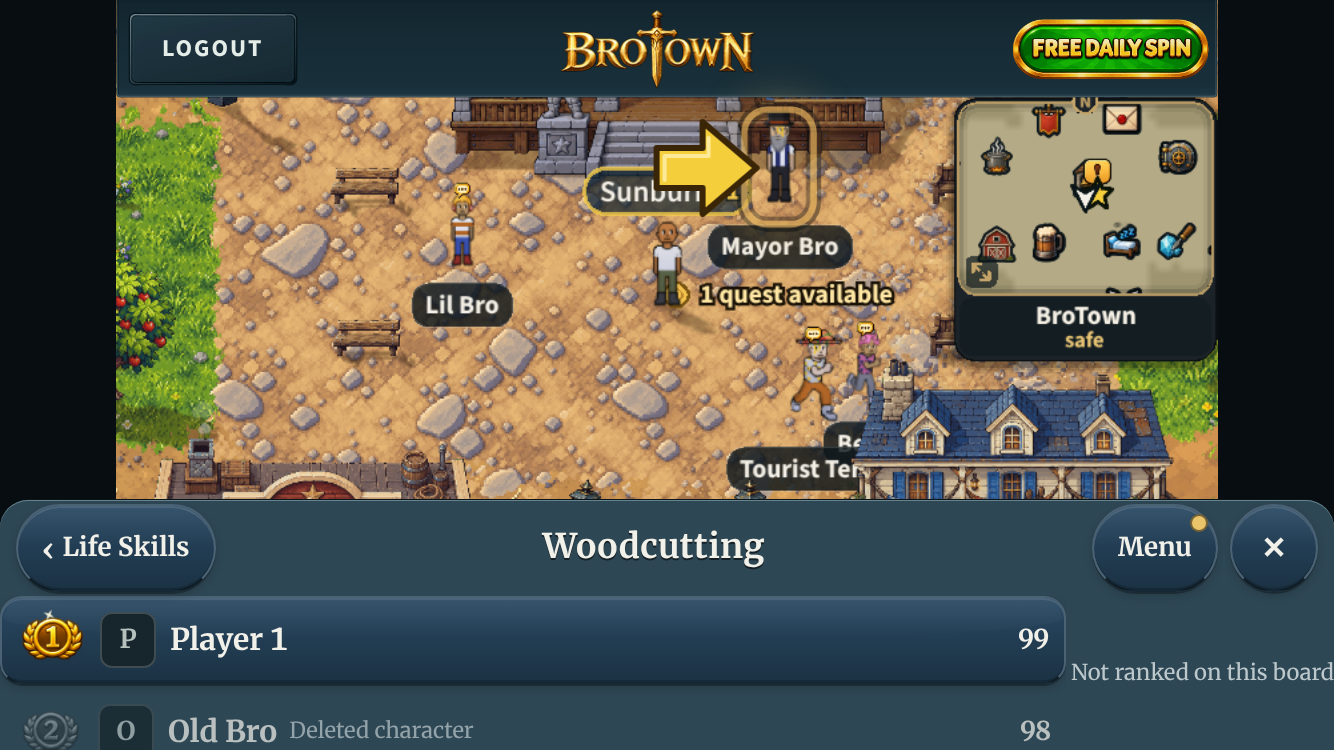 LOGOUT
BROTOWN
FREE DAILY SPIN
N
Mayor Bro
1 quest available
Lil Bro
BroTown
safe
Tourist
‹ Life Skills
Woodcutting
Menu
×
1
P
Player 1
99
Not ranked on this board
2
O
Old Bro
Deleted character
98